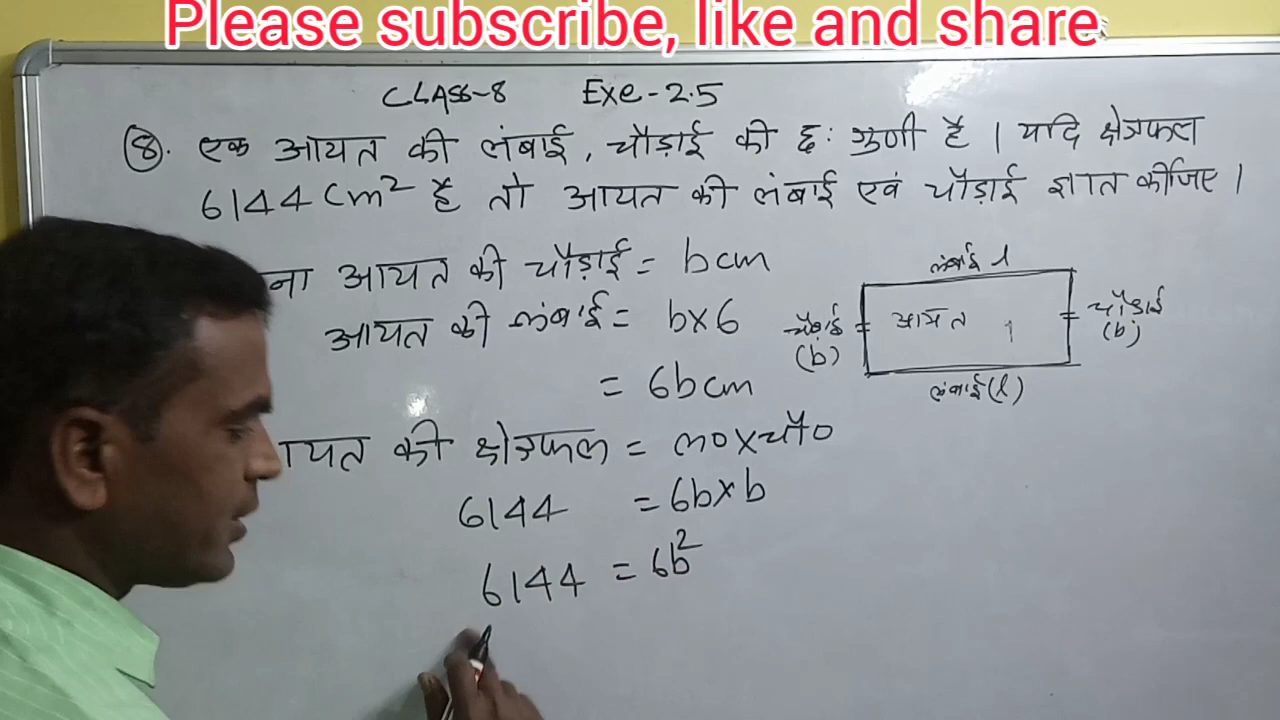 Please subscribe, like and share
CLASS-8 Exe-2.5
8. एक आयत की लंबाई, चौड़ाई की छः गुणी है । यदि क्षेत्रफल
6144 cm² है तो आयत की लंबाई एवं चौड़ाई ज्ञात कीजिए ।
ना आयत की चौड़ाई = b cm
आयत की लंबाई = b×6
= 6b cm
यत की क्षेत्रफल = ल०×चौ०
6144 = 6b×b
6144 = 6b²
लंबाई l
चौड़ाई
(b)
आयत
चौड़ाई
(b)
लंबाई (l)